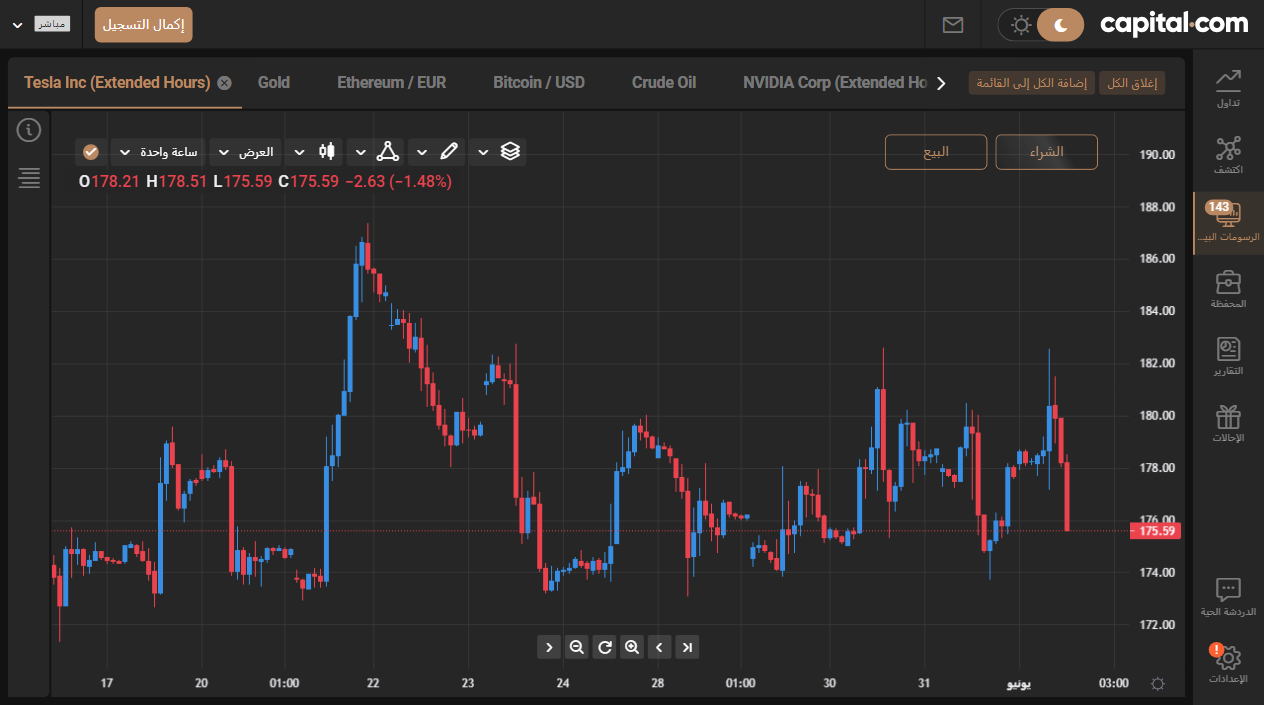 capital.com
إكمال التسجيل
مباشر
Tesla Inc (Extended Hours)
Gold
Ethereum / EUR
Bitcoin / USD
Crude Oil
NVIDIA Corp (Extended Ho
إضافة الكل إلى القائمة
إغلاق الكل
ساعة واحدة
العرض
البيع
الشراء
O178.21 H178.51 L175.59 C175.59 −2.63 (−1.48%)
190.00
188.00
186.00
184.00
182.00
180.00
178.00
176.00
175.59
174.00
172.00
17 20 01:00 22 23 24 28 01:00 30 31 يونيو 03:00
تداول
اكتشف
143
الرسومات البيـ...
المحفظة
التقارير
الإحالات
الدردشة الحية
!
الإعدادات